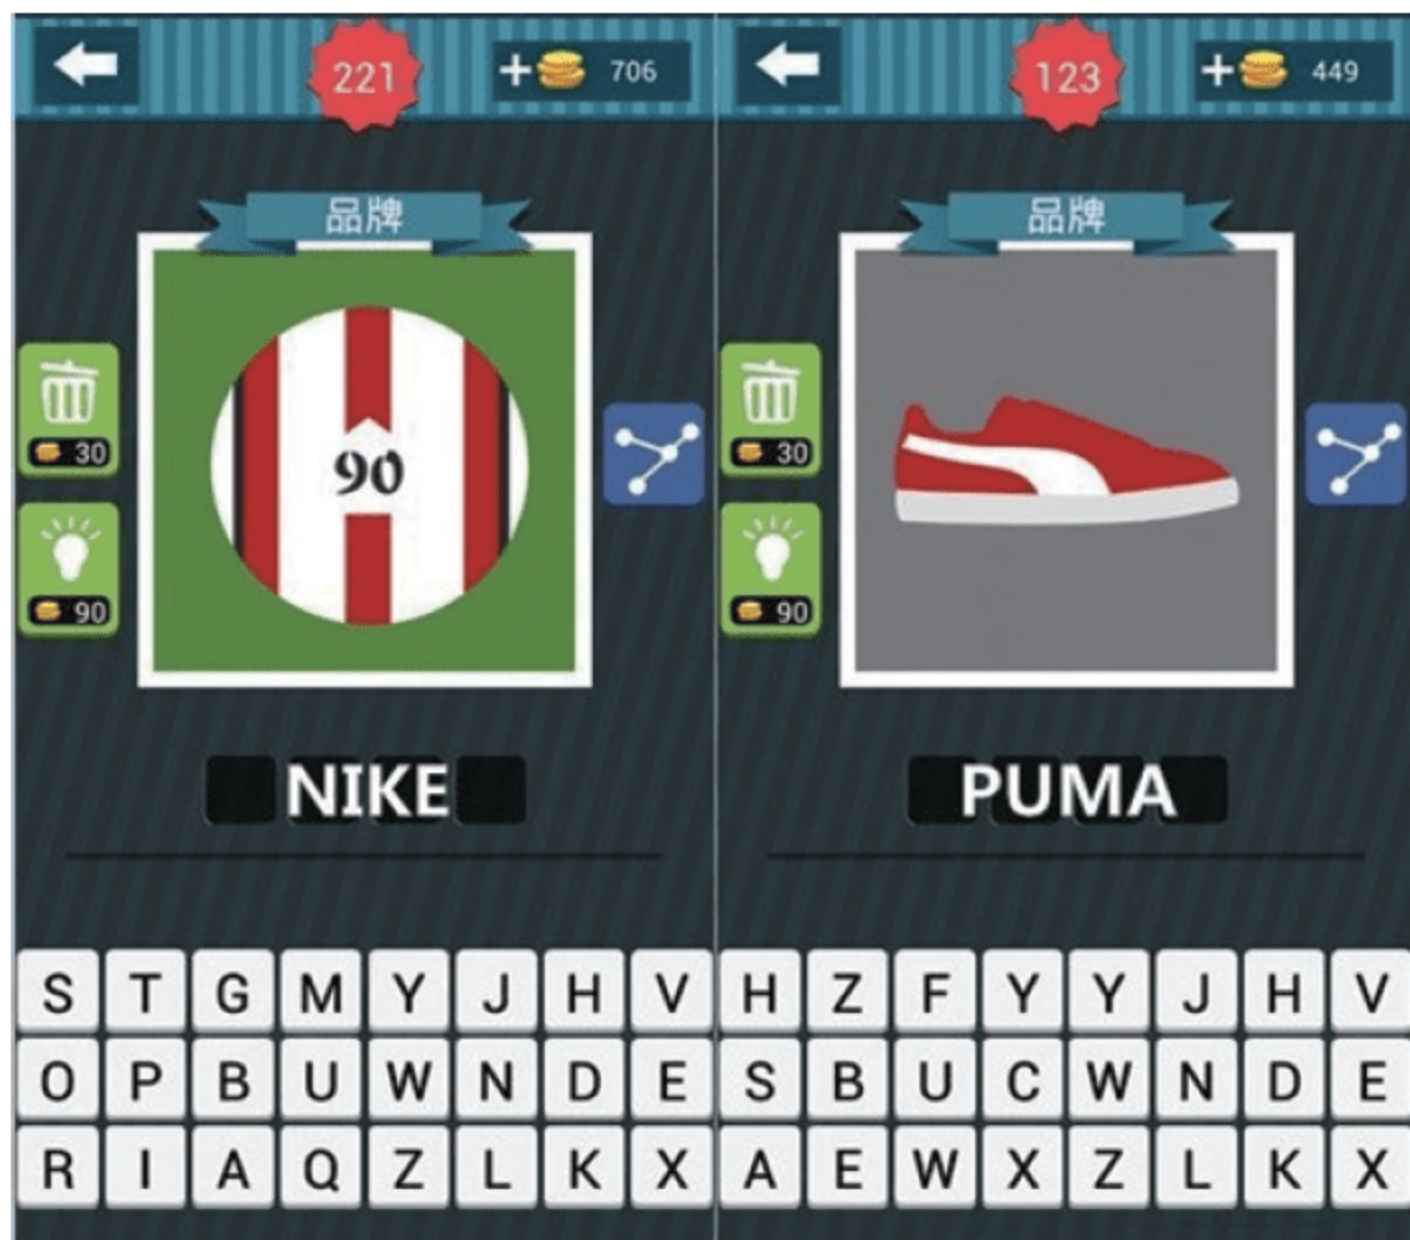 221
706
品牌
90
30
90
NIKE
S T G M Y J H V
O P B U W N D E
R I A Q Z L K X
123
449
品牌
30
90
PUMA
H Z F Y Y J H V
S B U C W N D E
A E W X Z L K X